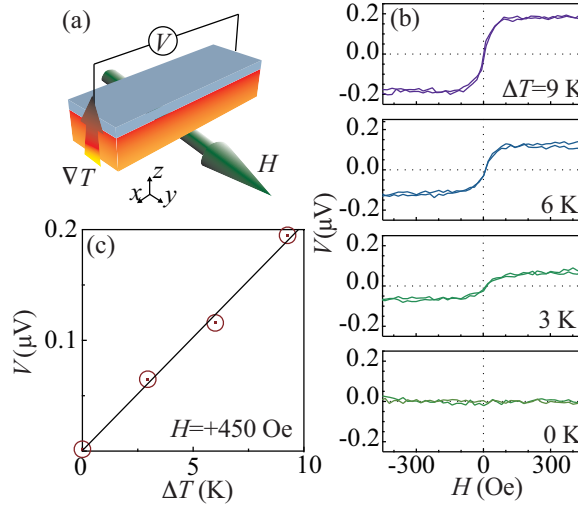 (a)
V
∇T
H
z
x
y
(b)
0.2
0.0
-0.2
ΔT=9 K
0.2
0.0
-0.2
6 K
0.2
0.0
-0.2
3 K
0.2
0.0
-0.2
0 K
V(μV)
-300 0 300
H (Oe)
(c)
0.2
0.1
V(μV)
H=+450 Oe
0 5 10
ΔT (K)